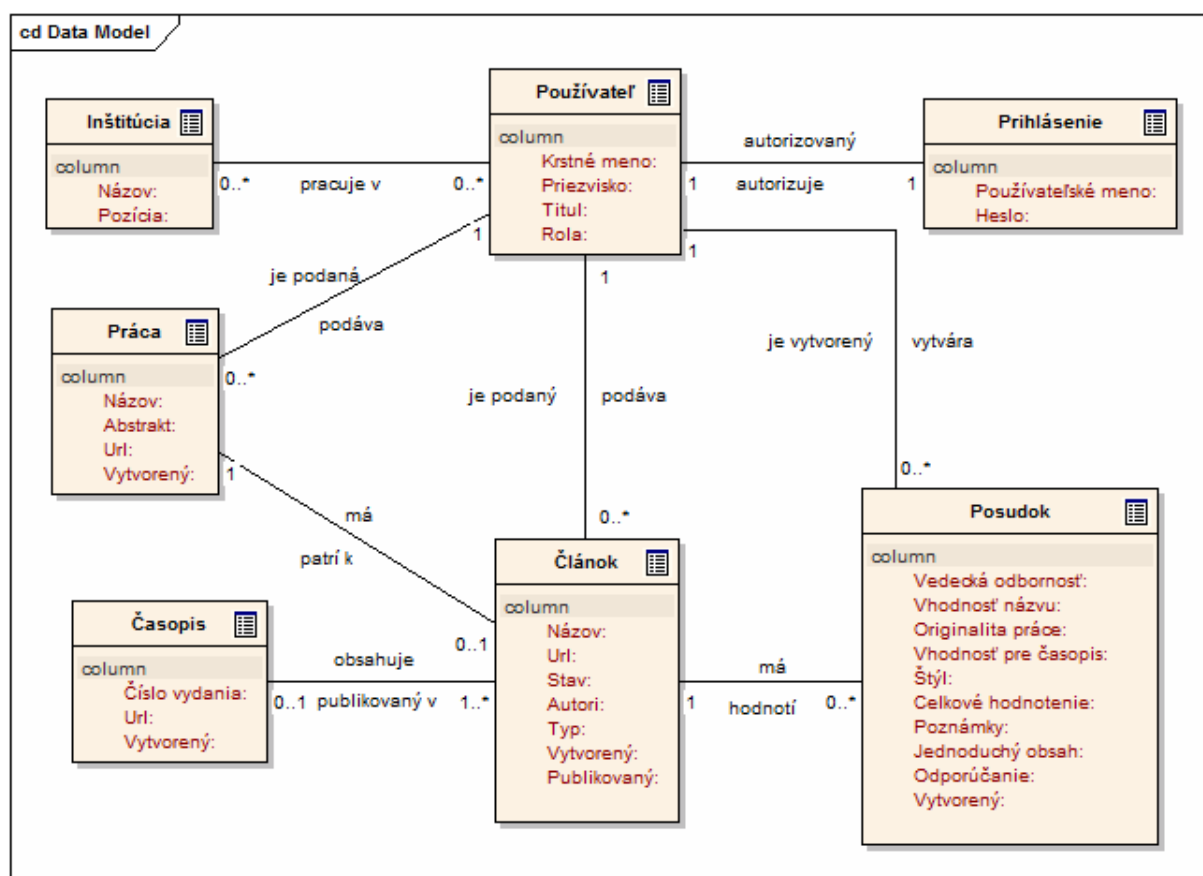 cd Data Model
Inštitúcia
column
Názov:
Pozícia:
0..*
pracuje v
0..*
Používateľ
column
Krstné meno:
Priezvisko:
Titul:
Rola:
autorizovaný
1
autorizuje
1
Prihlásenie
column
Používateľské meno:
Heslo:
1
je podaná
podáva
0..*
1
je podaný
podáva
0..*
1
je vytvorený
vytvára
0..*
Práca
column
Názov:
Abstrakt:
Url:
Vytvorený:
1
má
patrí k
0..1
Časopis
column
Číslo vydania:
Url:
Vytvorený:
obsahuje
0..1
publikovaný v
1..*
Článok
column
Názov:
Url:
Stav:
Autori:
Typ:
Vytvorený:
Publikovaný:
má
1
hodnotí
0..*
Posudok
column
Vedecká odbornosť:
Vhodnosť názvu:
Originalita práce:
Vhodnosť pre časopis:
Štýl:
Celkové hodnotenie:
Poznámky:
Jednoduchý obsah:
Odporúčanie:
Vytvorený: